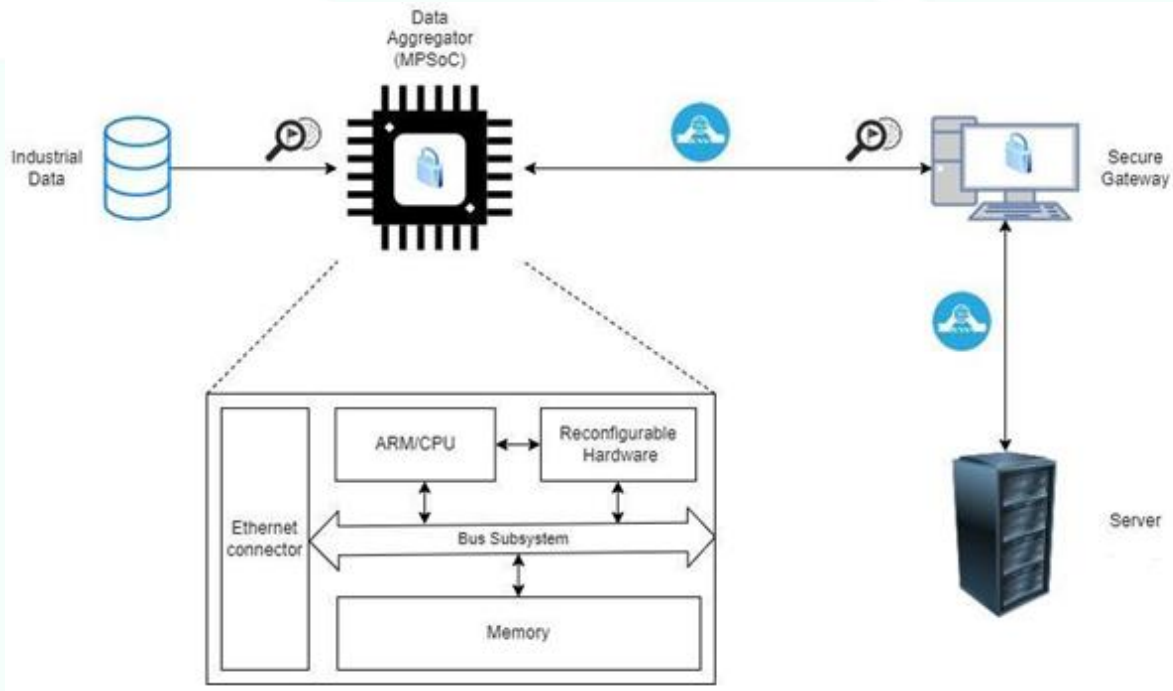 Data
Aggregator
(MPSoC)
Industrial
Data
Secure
Gateway
ARM/CPU
Reconfigurable
Hardware
Ethernet
connector
Bus Subsystem
Memory
Server